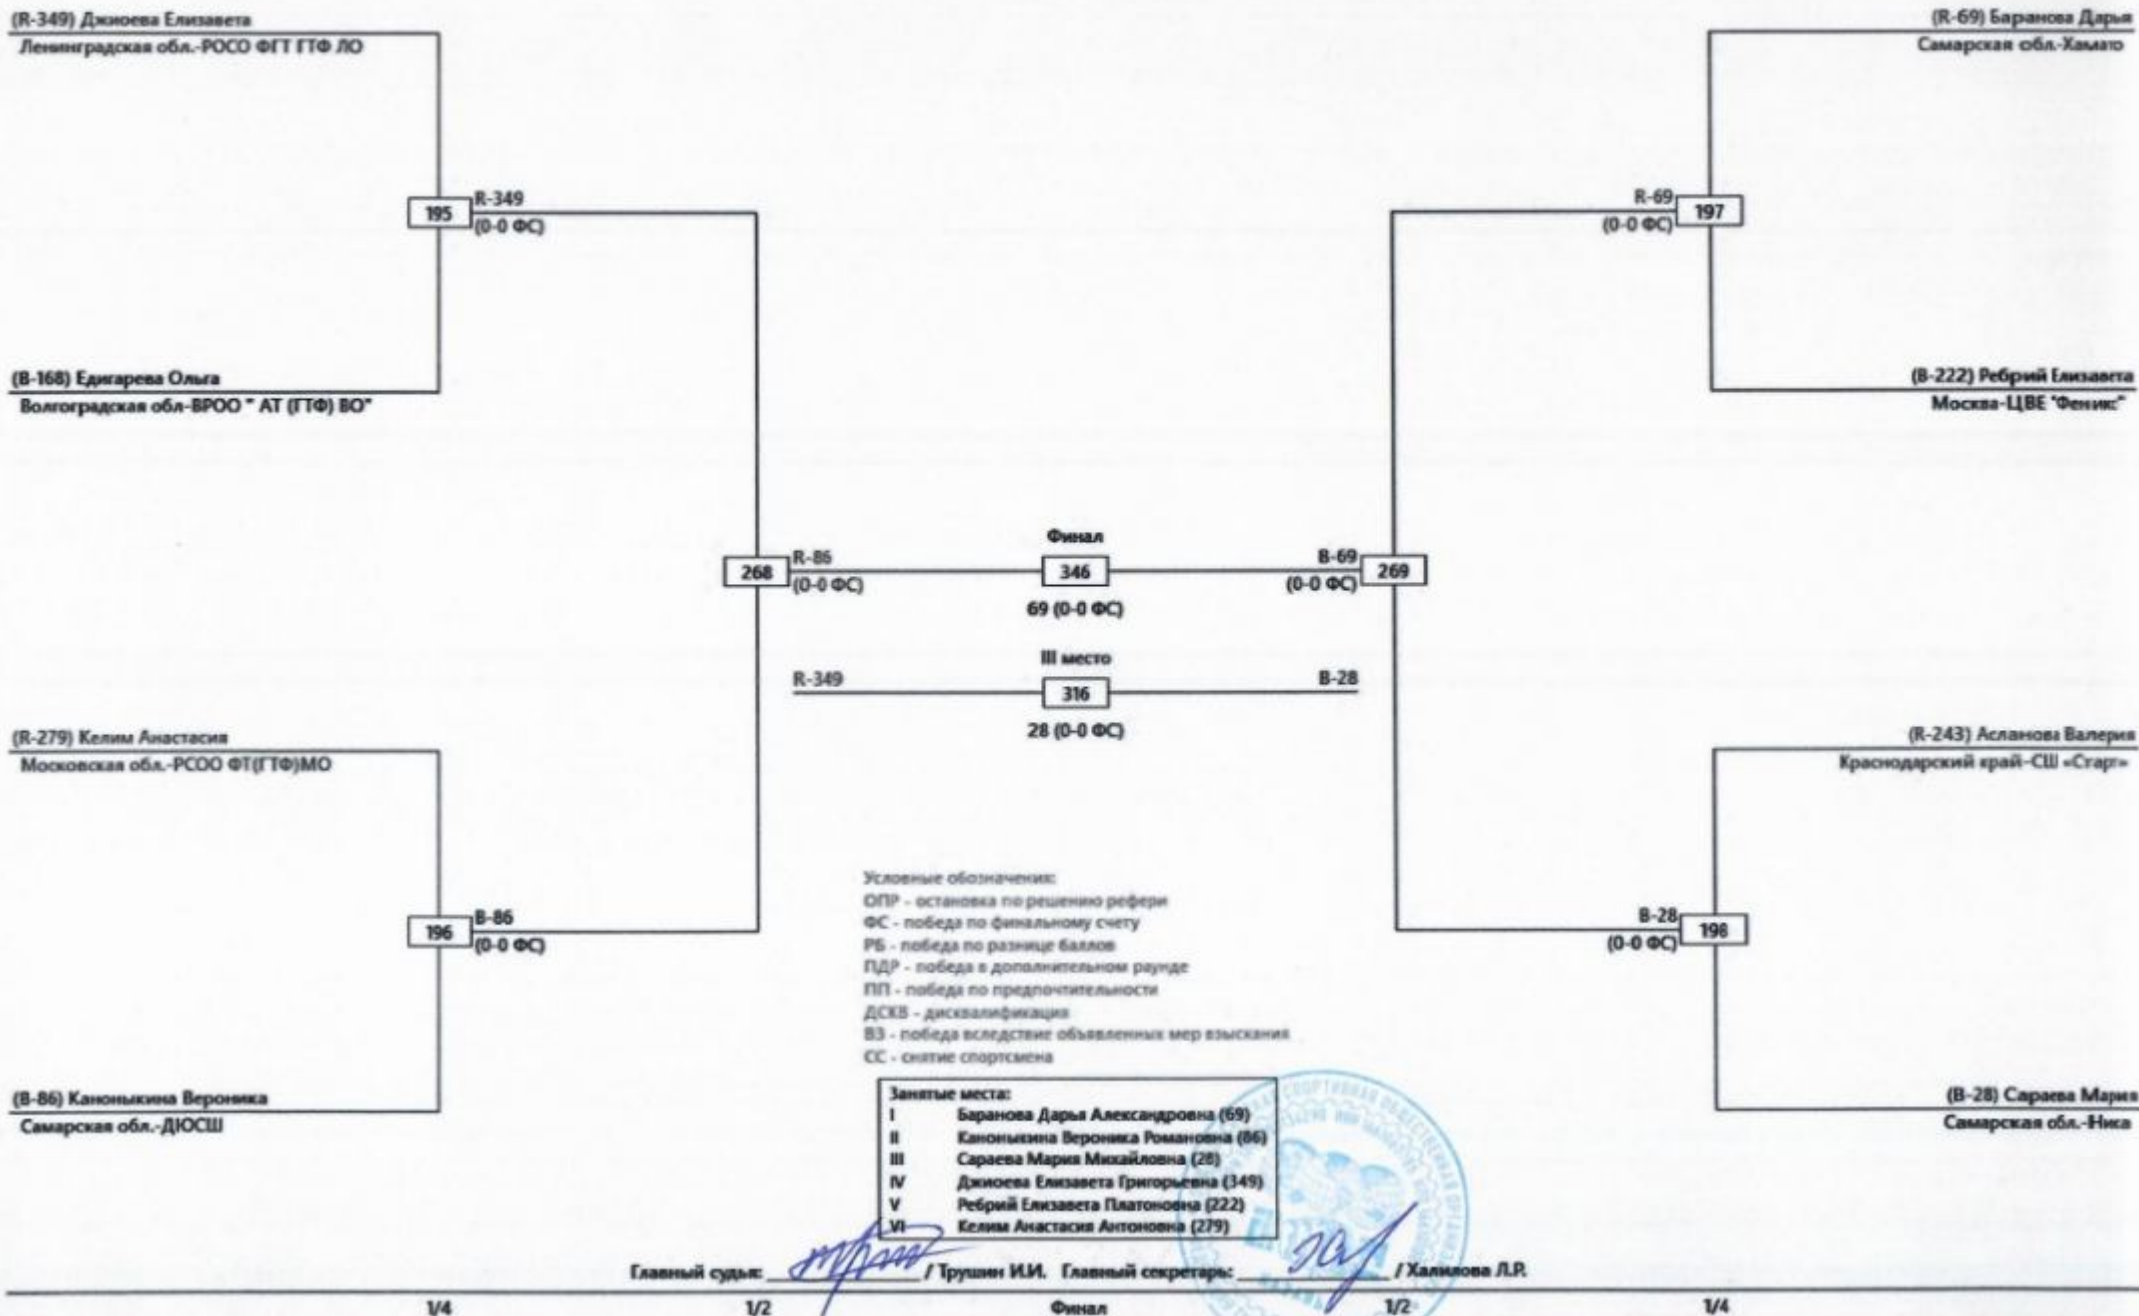 (R-349) Джиоева Елизавета
Ленинградская обл.-РОСО ФГТ ГТФ ЛО
(R-69) Баранова Дарья
Самарская обл.-Хамато
195
R-349
(0-0 ФС)
R-69
(0-0 ФС)
197
(B-168) Едигарева Ольга
Волгоградская обл-ВРОО " АТ (ГТФ) ВО"
(B-222) Ребрий Елизавета
Москва-ЦВЕ "Феникс"
268
R-86
(0-0 ФС)
Финал
346
69 (0-0 ФС)
B-69
(0-0 ФС)
269
III место
R-349
316
B-28
28 (0-0 ФС)
(R-279) Келим Анастасия
Московская обл.-РСОО ФТ(ГТФ)МО
(R-243) Асланова Валерия
Краснодарский край-СШ «Старт»
196
B-86
(0-0 ФС)
B-28
(0-0 ФС)
198
Условные обозначения:
ОПР - остановка по решению рефери
ФС - победа по финальному счету
РБ - победа по разнице баллов
ПДР - победа в дополнительном раунде
ПП - победа по предпочтительности
ДСКВ - дисквалификация
ВЗ - победа вследствие объявленных мер взыскания
СС - снятие спортсмена
(B-86) Каноныкина Вероника
Самарская обл.-ДЮСШ
(B-28) Сараева Мария
Самарская обл.-Ника
Занятые места:
I Баранова Дарья Александровна (69)
II Каноныкина Вероника Романовна (86)
III Сараева Мария Михайловна (28)
IV Джиоева Елизавета Григорьевна (349)
V Ребрий Елизавета Платоновна (222)
VI Келим Анастасия Антоновна (279)
Главный судья: / Трушин И.И. Главный секретарь: / Халилова Л.Р.
1/4 1/2 Финал 1/2 1/4